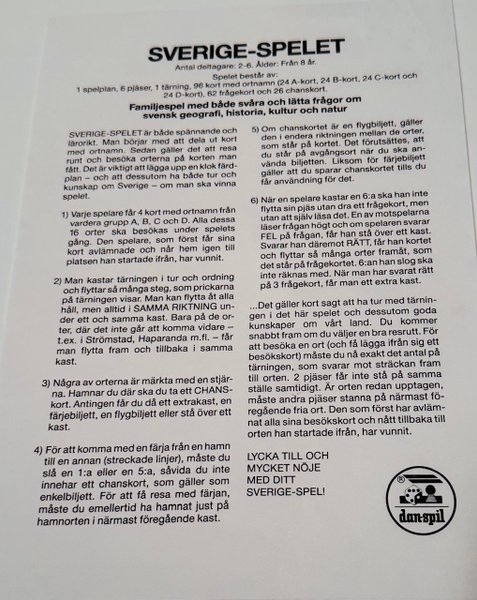 SVERIGE-SPELET
Antal deltagare: 2-6. Ålder: Från 8 år.
Spelet består av:
1 spelplan, 6 pjäser, 1 tärning, 96 kort med ortnamn (24 A-kort, 24 B-kort, 24 C-kort och
24 D-kort), 62 frågekort och 26 chanskort.
Familjespel med både svåra och lätta frågor om
svensk geografi, historia, kultur och natur
SVERIGE-SPELET är både spännande och
lärorikt. Man börjar med att dela ut kort
med ortnamn. Sedan gäller det att resa
runt och besöka orterna på korten man
fått. Det är viktigt att lägga upp en klok färd-
plan – och att dessutom ha både tur och
kunskap om Sverige – om man ska vinna
spelet.
1) Varje spelare får 4 kort med ortnamn från
vardera grupp A, B, C och D. Alla dessa
16 orter ska besökas under spelets
gång. Den spelare, som först får sina
kort avlämnade och når hem igen till
platsen han startade ifrån, har vunnit.
2) Man kastar tärningen i tur och ordning
och flyttar så många steg, som prickarna
på tärningen visar. Man kan flytta åt alla
håll, men alltid i SAMMA RIKTNING un-
der ett och samma kast. Bara på de or-
ter, där det inte går att komma vidare –
t.ex. i Strömstad, Haparanda m.fl. – får
man flytta fram och tillbaka i samma
kast.
3) Några av orterna är märkta med en stjär-
na. Hamnar du där ska du ta ett CHANS-
kort. Antingen får du då ett extrakast, en
färjebiljett, en flygbiljett eller stå över ett
kast.
4) För att komma med en färja från en hamn
till en annan (streckade linjer), måste du
slå en 1:a eller en 5:a, såvida du inte
innehar ett chanskort, som gäller som
enkelbiljett. För att få resa med färjan,
måste du emellertid ha hamnat just på
hamnorten i närmast föregående kast.
5) Om chanskortet är en flygbiljett, gäller
den i endera riktningen mellan de orter,
som står på kortet. Det förutsättes, att
du står på avgångsort när du ska an-
vända biljetten. Liksom för färjebiljett
gäller att du sparar chanskortet tills du
får användning för det.
6) När en spelare kastar en 6:a ska han inte
flytta sin pjäs utan dra ett frågekort, men
utan att själv läsa det. En av motspelarna
läser frågan högt och om spelaren svarar
FEL på frågan, får han stå över ett kast.
Svarar han däremot RÄTT, får han kortet
och flyttar så många orter framåt, som
det står på frågekortet. 6:an han slog ska
inte räknas med. När man har svarat rätt
på 3 frågekort, får man ett extra kast.
...Det gäller kort sagt att ha tur med tärning-
en i det här spelet och dessutom goda
kunskaper om vårt land. Du kommer
snabbt fram om du väljer en bra resrutt. För
att besöka en ort (och få lägga ifrån sig ett
besökskort) måste du nå exakt det antal på
tärningen, som svarar mot sträckan fram
till orten. 2 pjäser får inte stå på samma
ställe samtidigt. Är orten redan upptagen,
måste andra pjäser stanna på närmast fö-
regående fria ort. Den som först har avläm-
nat alla sina besökskort och nått tillbaka till
orten han startade ifrån, har vunnit.
LYCKA TILL OCH
MYCKET NÖJE
MED DITT
SVERIGE-SPEL!
dan-spil